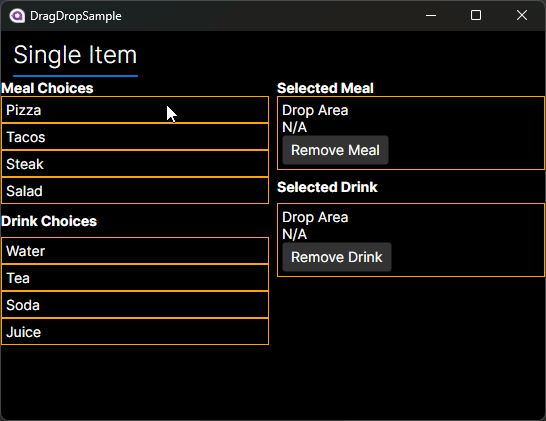 DragDropSample
Single Item
Meal Choices
Pizza
Tacos
Steak
Salad
Drink Choices
Water
Tea
Soda
Juice
Selected Meal
Drop Area
N/A
Remove Meal
Selected Drink
Drop Area
N/A
Remove Drink